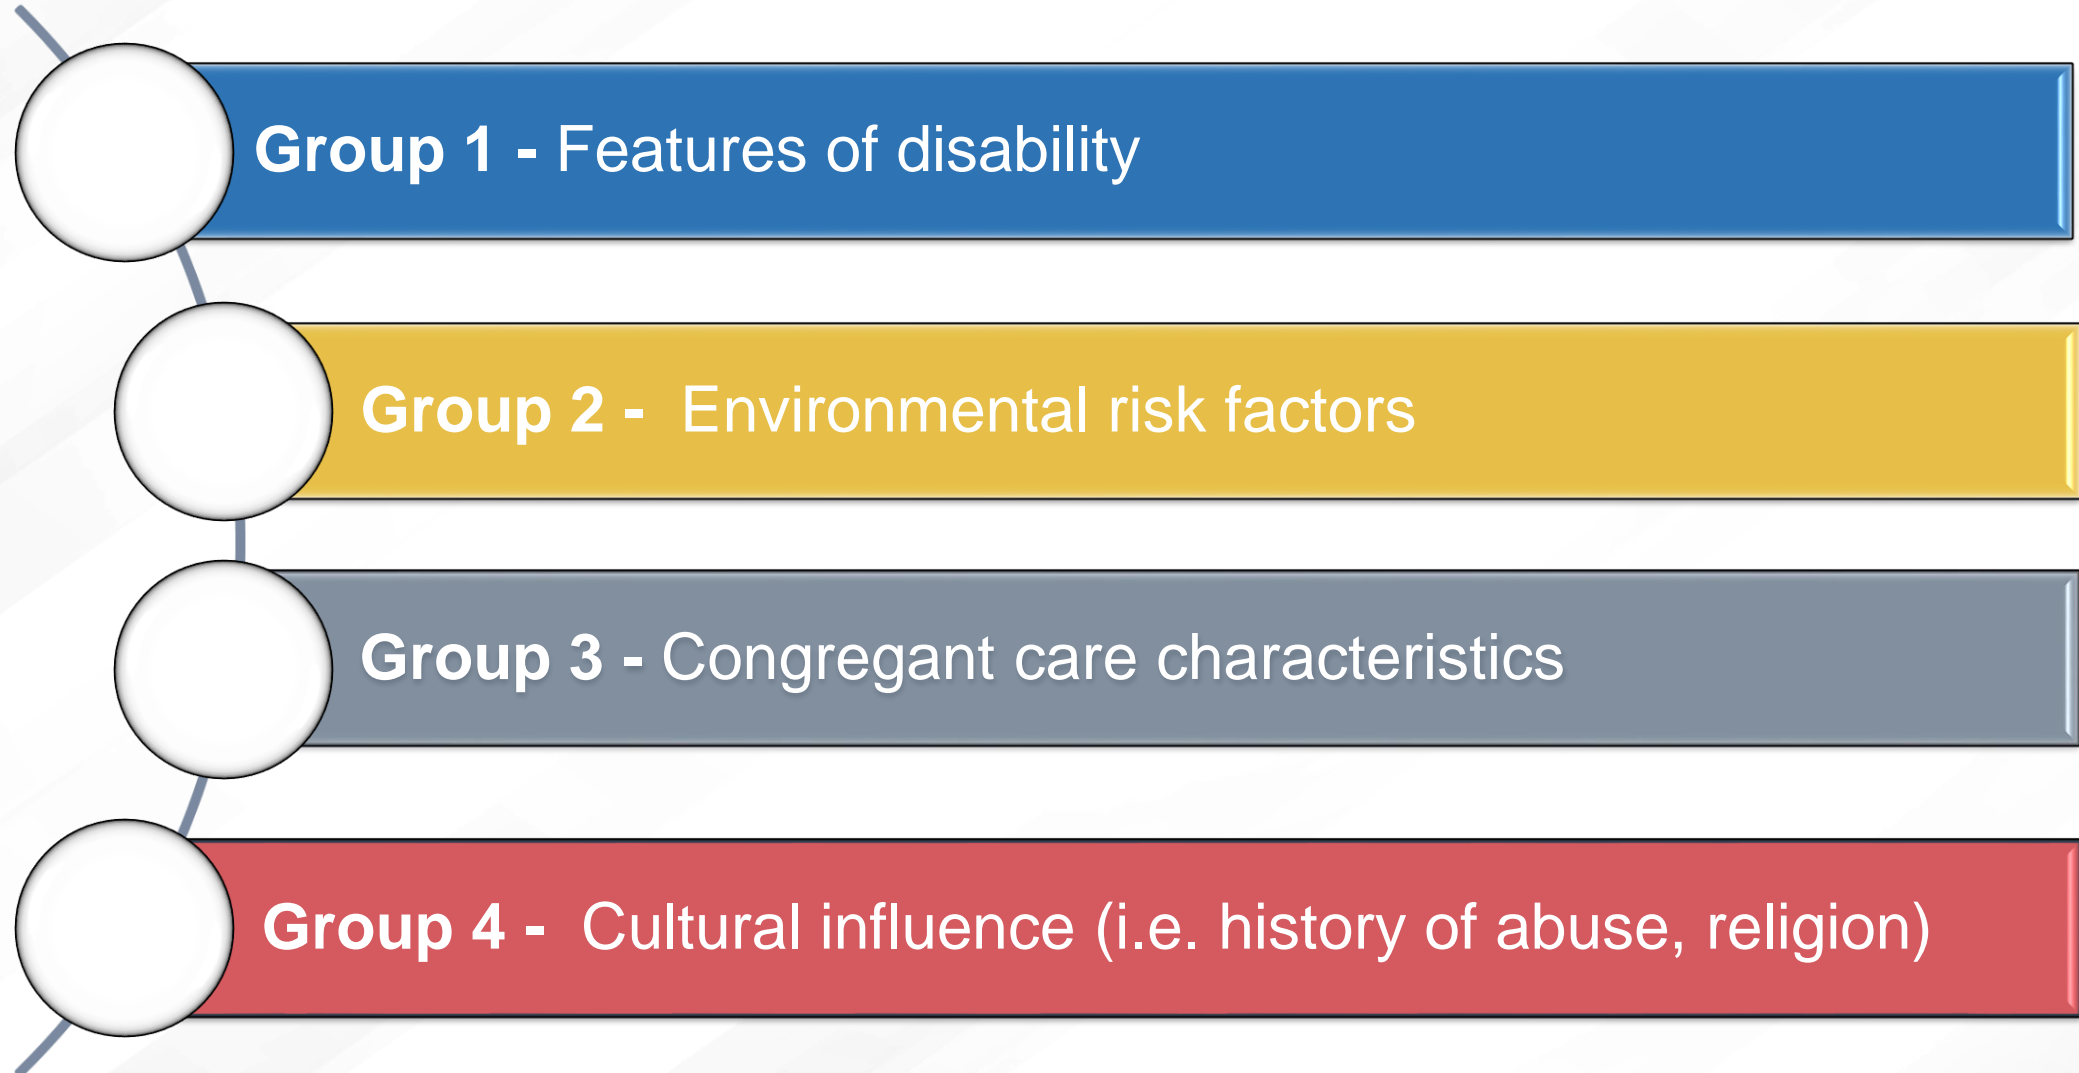 Group 1 - Features of disability
Group 2 - Environmental risk factors
Group 3 - Congregant care characteristics
Group 4 - Cultural influence (i.e. history of abuse, religion)